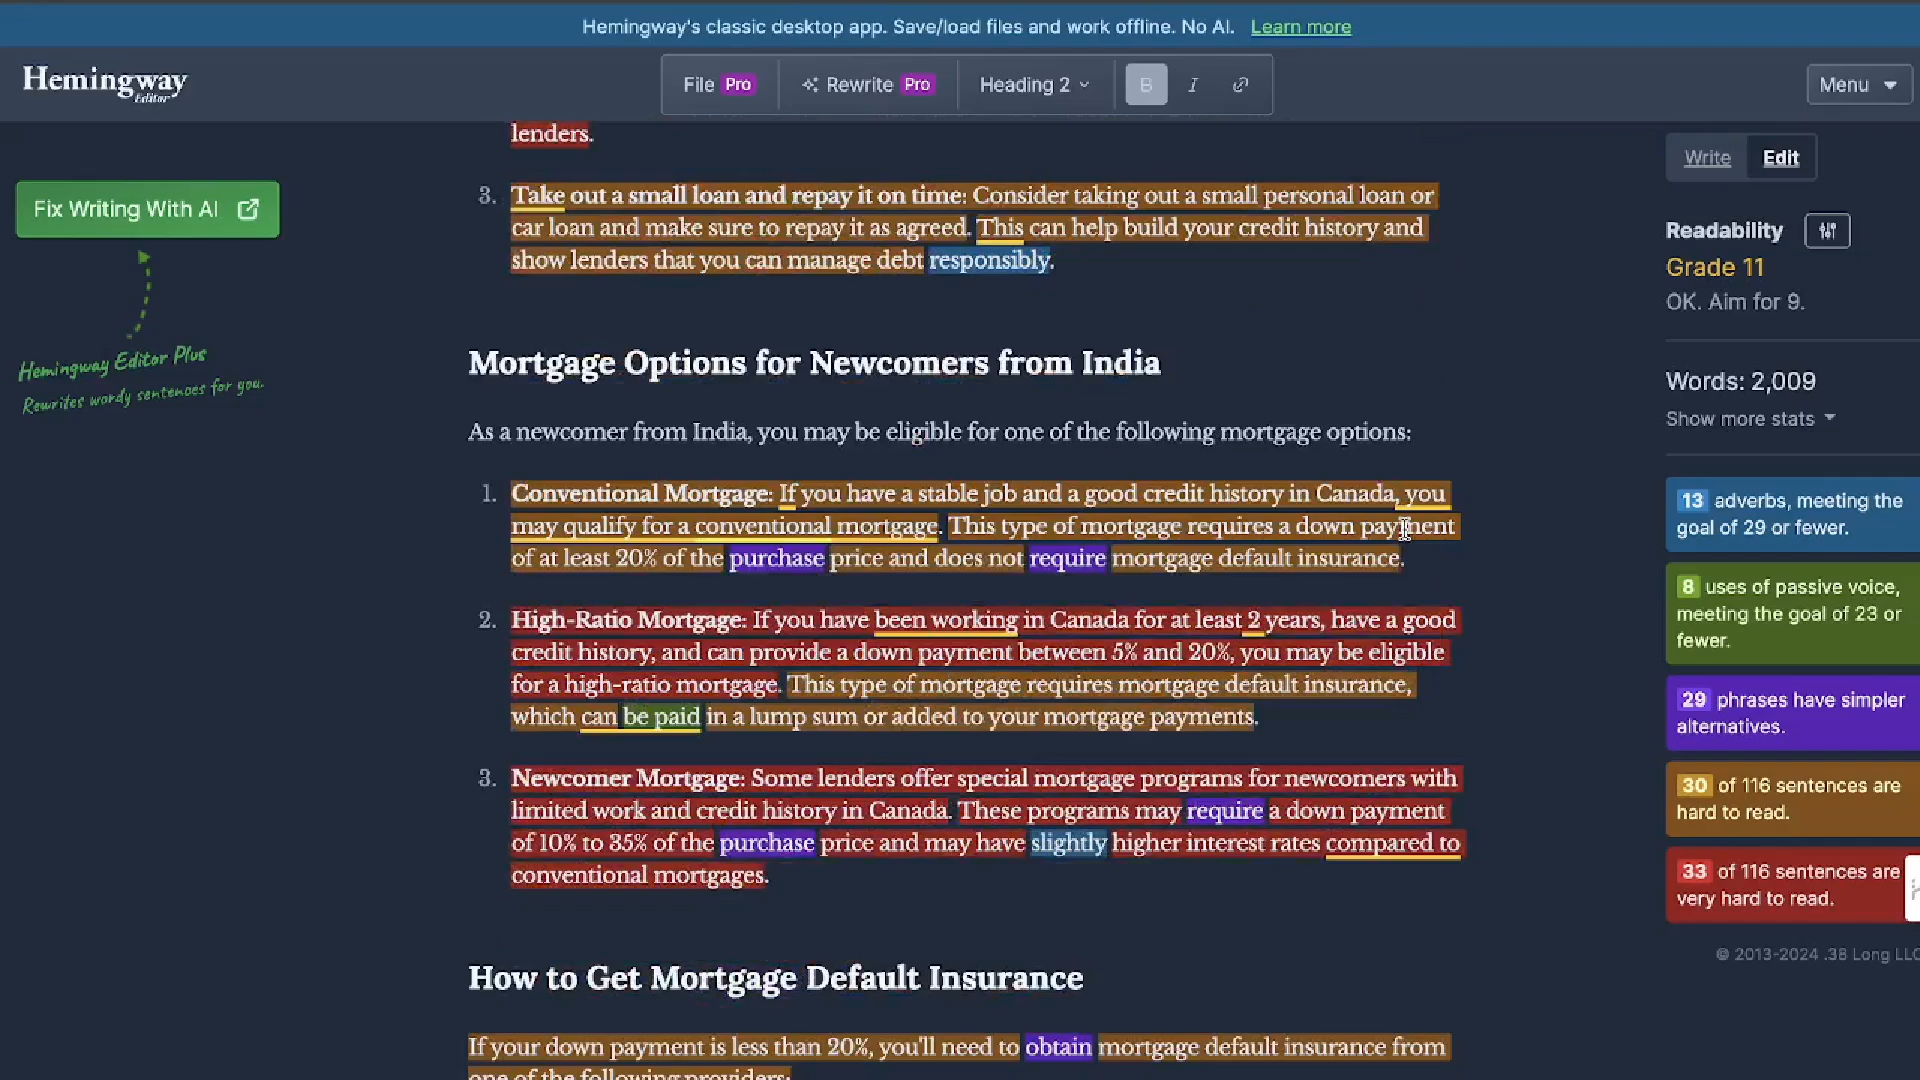 Hemingway's classic desktop app. Save/load files and work offline. No AI. Learn more
Hemingway
Editor
File Pro
Rewrite Pro
Heading 2
B
I
Menu
lenders.
Write
Edit
Fix Writing With AI
3. Take out a small loan and repay it on time: Consider taking out a small personal loan or
car loan and make sure to repay it as agreed. This can help build your credit history and
show lenders that you can manage debt responsibly.
Readability
Grade 11
OK. Aim for 9.
Hemingway Editor Plus
Rewrites wordy sentences for you.
Mortgage Options for Newcomers from India
Words: 2,009
Show more stats
As a newcomer from India, you may be eligible for one of the following mortgage options:
1. Conventional Mortgage: If you have a stable job and a good credit history in Canada, you
may qualify for a conventional mortgage. This type of mortgage requires a down payment
of at least 20% of the purchase price and does not require mortgage default insurance.
13 adverbs, meeting the
goal of 29 or fewer.
8 uses of passive voice,
meeting the goal of 23 or
fewer.
2. High-Ratio Mortgage: If you have been working in Canada for at least 2 years, have a good
credit history, and can provide a down payment between 5% and 20%, you may be eligible
for a high-ratio mortgage. This type of mortgage requires mortgage default insurance,
which can be paid in a lump sum or added to your mortgage payments.
29 phrases have simpler
alternatives.
30 of 116 sentences are
hard to read.
3. Newcomer Mortgage: Some lenders offer special mortgage programs for newcomers with
limited work and credit history in Canada. These programs may require a down payment
of 10% to 35% of the purchase price and may have slightly higher interest rates compared to
conventional mortgages.
33 of 116 sentences are
very hard to read.
© 2013-2024 .38 Long LLC
How to Get Mortgage Default Insurance
If your down payment is less than 20%, you'll need to obtain mortgage default insurance from
one of the following providers: